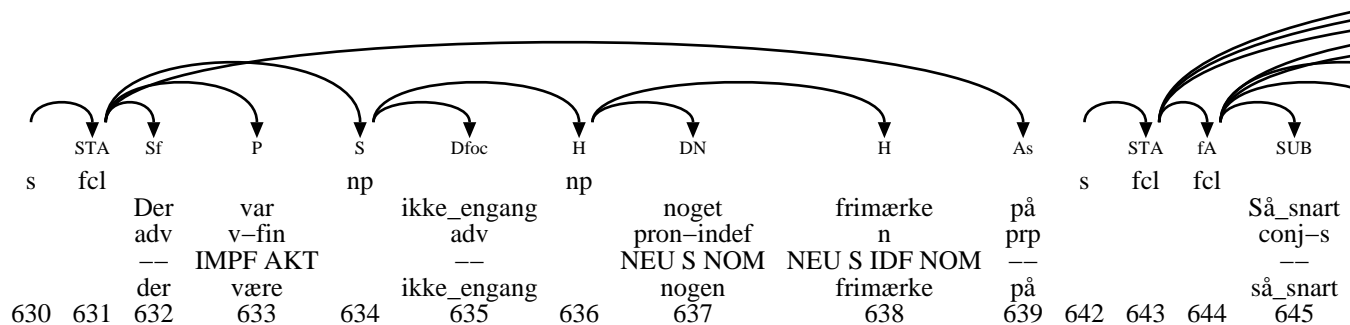 STA Sf P S Dfoc H DN H As STA fA SUB
s fcl np np s fcl fcl
Der var ikke_engang noget frimærke på Så_snart
adv v−fin adv pron−indef n prp conj−s
−− IMPF AKT −− NEU S NOM NEU S IDF NOM −− −−
der være ikke_engang nogen frimærke på så_snart
630 631 632 633 634 635 636 637 638 639 642 643 644 645